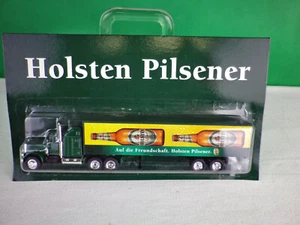 Holsten Pilsener
Auf die Freundschaft. Holsten Pilsener.